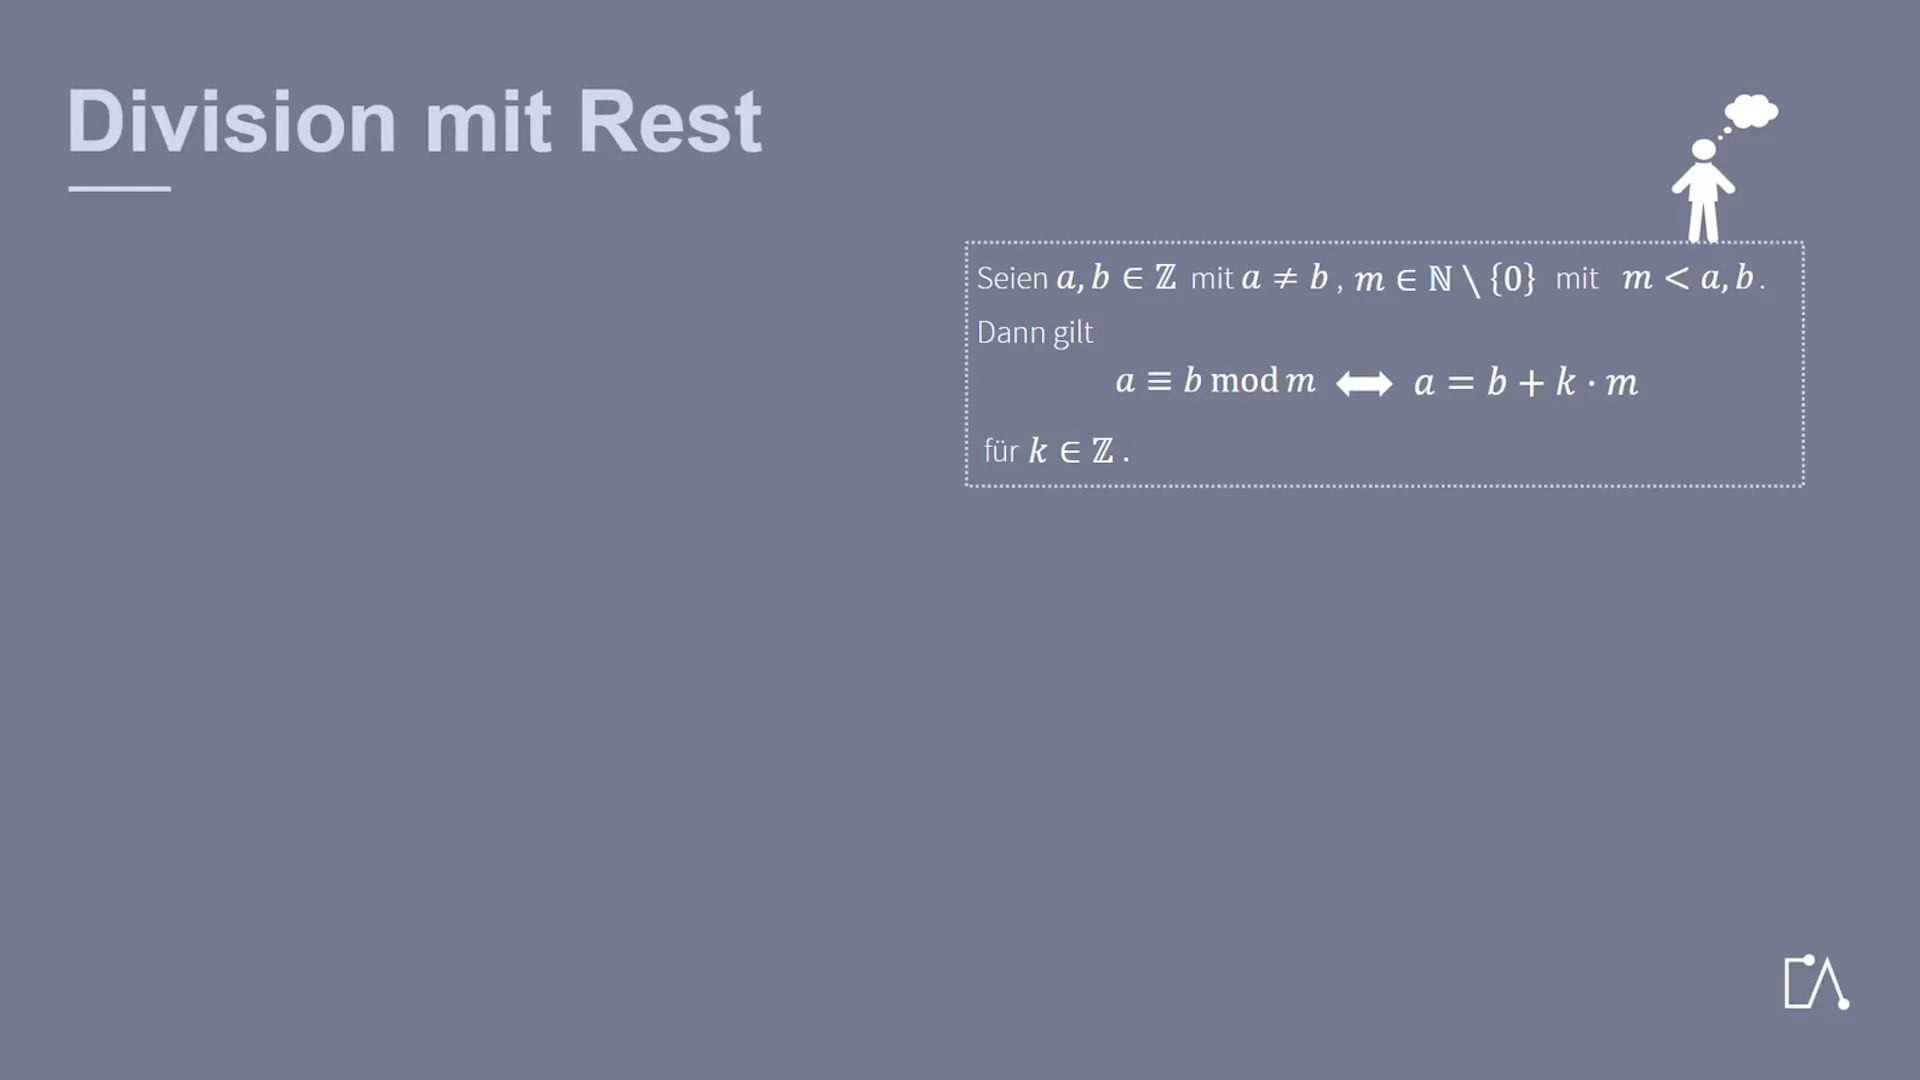 Division mit Rest
Seien a, b ∈ ℤ mit a ≠ b , m ∈ ℕ \ {0} mit m < a, b .
Dann gilt
a ≡ b mod m ⟺ a = b + k · m
für k ∈ ℤ .